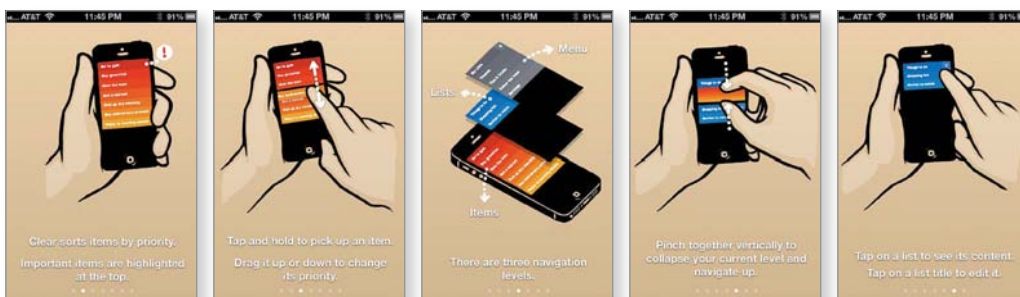 AT&T 11:45 PM 91%
Clear sorts items by priority.
Important items are highlighted
at the top.
AT&T 11:45 PM 91%
Tap and hold to pick up an item.
Drag it up or down to change
its priority.
AT&T 11:45 PM 91%
Menu
Lists
Items
There are three navigation
levels.
AT&T 11:45 PM 91%
Pinch together vertically to
collapse your current level and
navigate up.
AT&T 11:45 PM 91%
Tap on a list to see its content.
Tap on a list title to edit it.